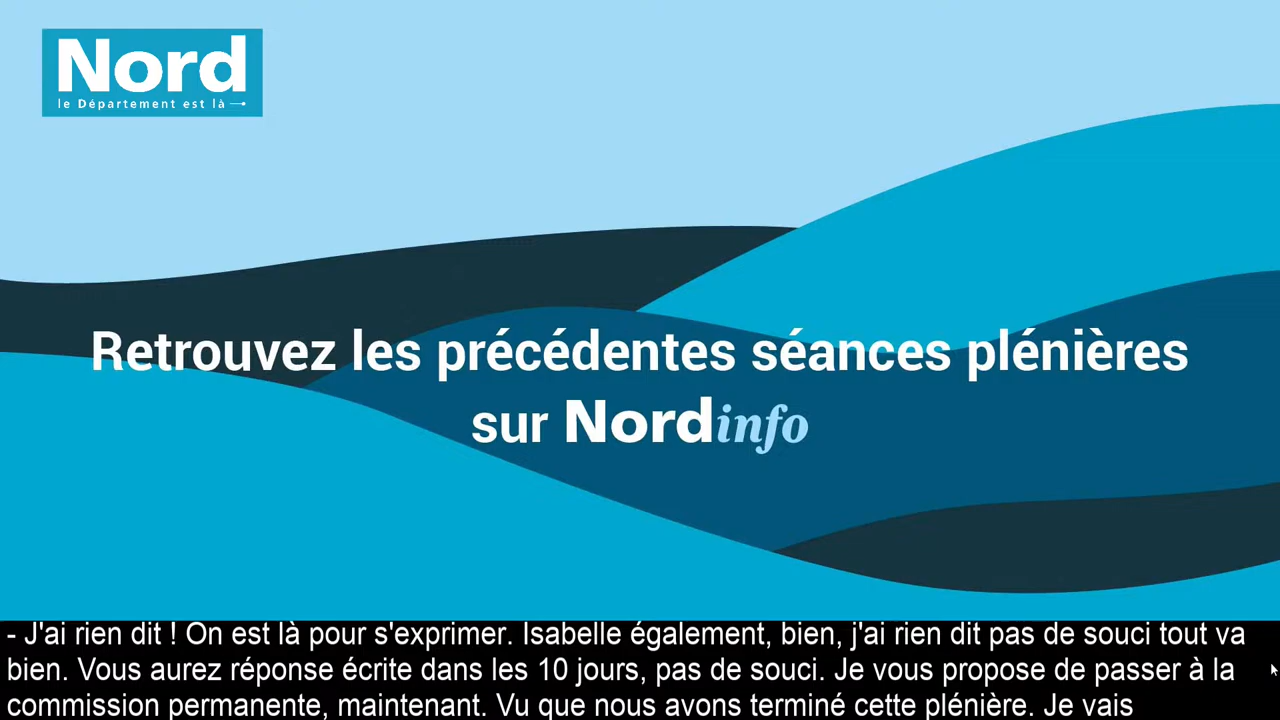 Nord
le Département est là
Retrouvez les précédentes séances plénières
sur Nordinfo
- J'ai rien dit ! On est là pour s'exprimer. Isabelle également, bien, j'ai rien dit pas de souci tout va
bien. Vous aurez réponse écrite dans les 10 jours, pas de souci. Je vous propose de passer à la
commission permanente, maintenant. Vu que nous avons terminé cette plénière. Je vais